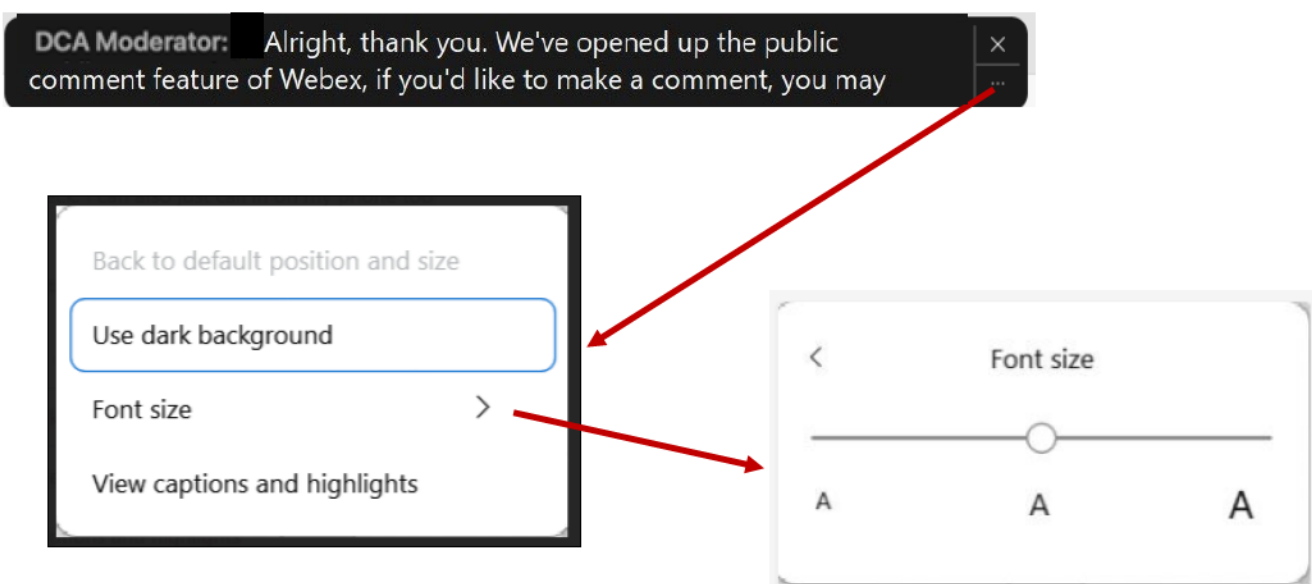 DCA Moderator: Alright, thank you. We've opened up the public
comment feature of Webex, if you'd like to make a comment, you may
Back to default position and size
Use dark background
Font size
View captions and highlights
Font size
A A A